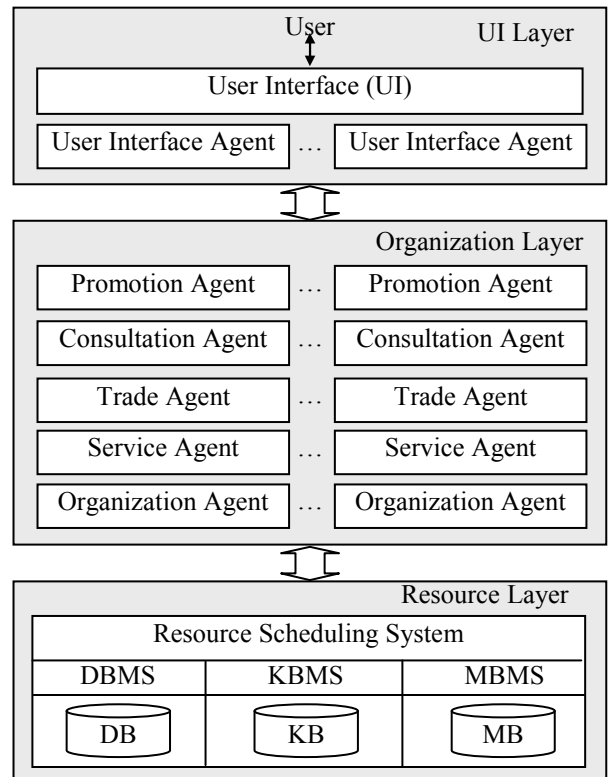 User
UI Layer
User Interface (UI)
User Interface Agent … User Interface Agent
Organization Layer
Promotion Agent … Promotion Agent
Consultation Agent … Consultation Agent
Trade Agent … Trade Agent
Service Agent … Service Agent
Organization Agent … Organization Agent
Resource Layer
Resource Scheduling System
DBMS KBMS MBMS
DB KB MB